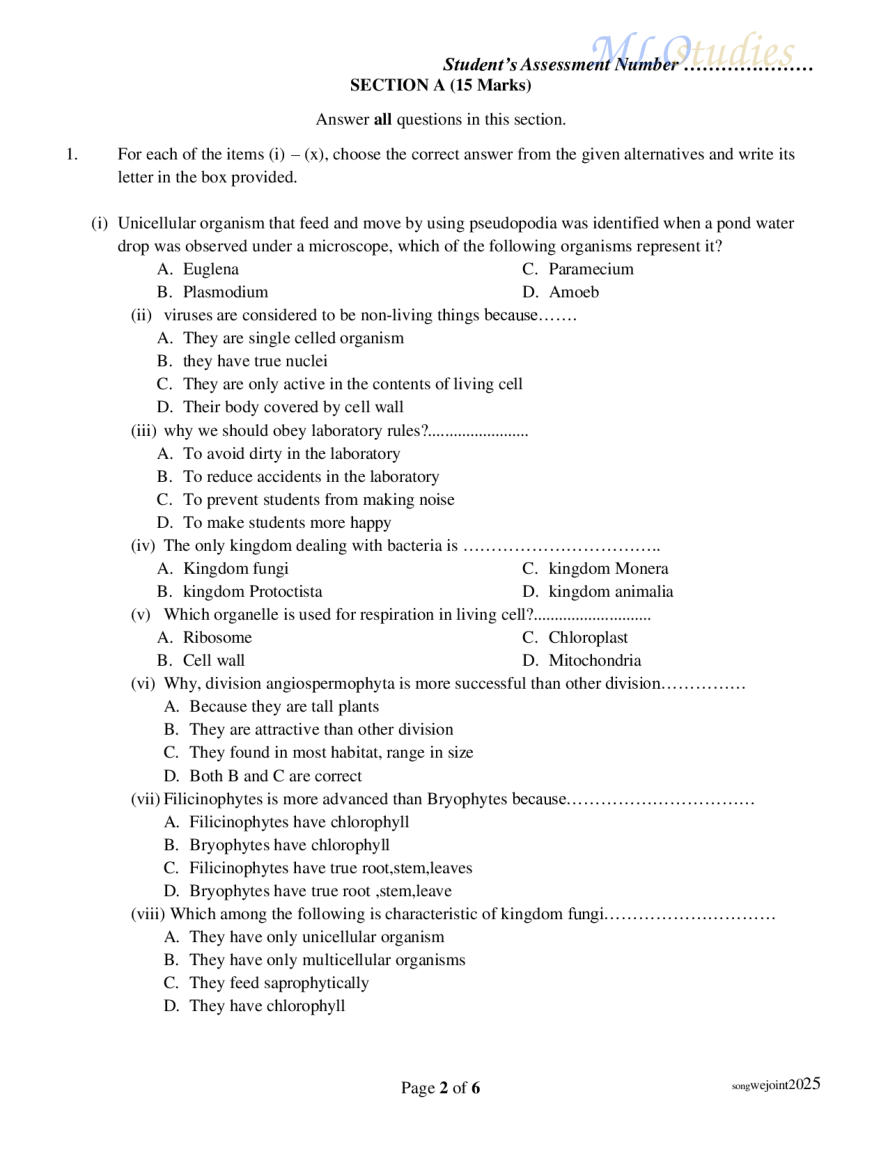 MLQstudies
Student's Assessment Number .....................
SECTION A (15 Marks)
Answer all questions in this section.
1. For each of the items (i) – (x), choose the correct answer from the given alternatives and write its
letter in the box provided.
(i) Unicellular organism that feed and move by using pseudopodia was identified when a pond water
drop was observed under a microscope, which of the following organisms represent it?
A. Euglena C. Paramecium
B. Plasmodium D. Amoeb
(ii) viruses are considered to be non-living things because…….
A. They are single celled organism
B. they have true nuclei
C. They are only active in the contents of living cell
D. Their body covered by cell wall
(iii) why we should obey laboratory rules?........................
A. To avoid dirty in the laboratory
B. To reduce accidents in the laboratory
C. To prevent students from making noise
D. To make students more happy
(iv) The only kingdom dealing with bacteria is ……………………………..
A. Kingdom fungi C. kingdom Monera
B. kingdom Protoctista D. kingdom animalia
(v) Which organelle is used for respiration in living cell?............................
A. Ribosome C. Chloroplast
B. Cell wall D. Mitochondria
(vi) Why, division angiospermophyta is more successful than other division……………
A. Because they are tall plants
B. They are attractive than other division
C. They found in most habitat, range in size
D. Both B and C are correct
(vii) Filicinophytes is more advanced than Bryophytes because……………………………
A. Filicinophytes have chlorophyll
B. Bryophytes have chlorophyll
C. Filicinophytes have true root,stem,leaves
D. Bryophytes have true root ,stem,leave
(viii) Which among the following is characteristic of kingdom fungi…………………………
A. They have only unicellular organism
B. They have only multicellular organisms
C. They feed saprophytically
D. They have chlorophyll
Page 2 of 6 songwejoint2025